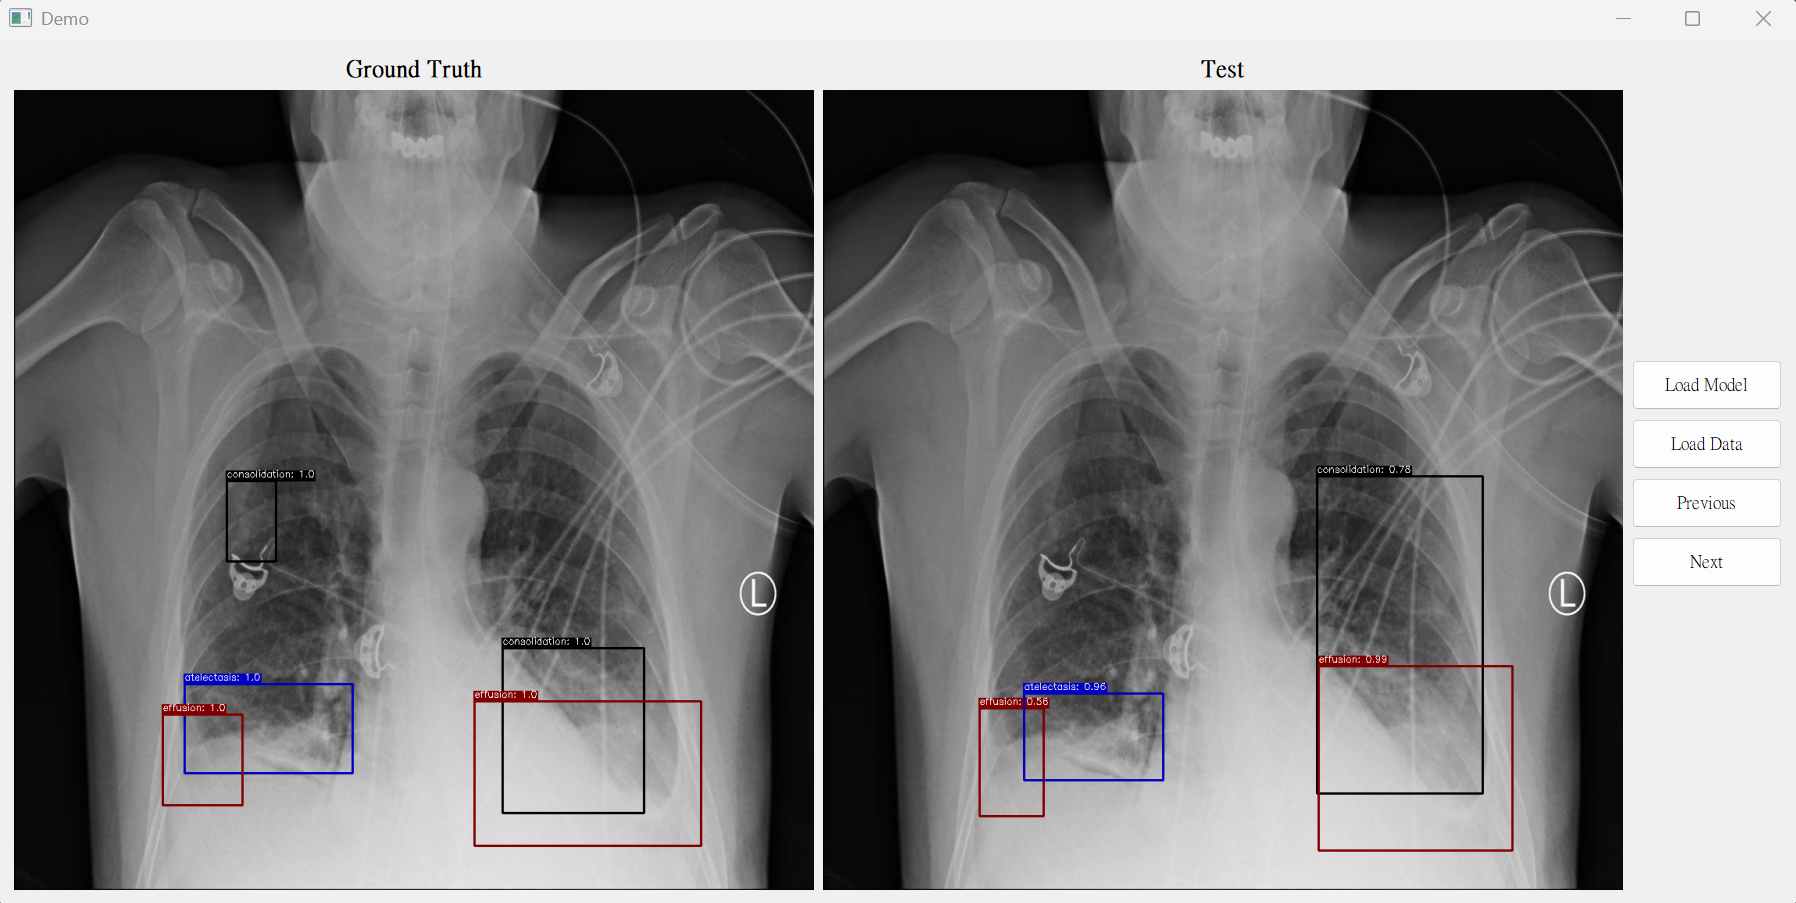 Demo
Ground Truth
consolidation: 1.0
consolidation: 1.0
atelectasis: 1.0
effusion: 1.0
effusion: 1.0
L
Test
consolidation: 0.78
effusion: 0.99
atelectasis: 0.96
effusion: 0.56
L
Load Model
Load Data
Previous
Next